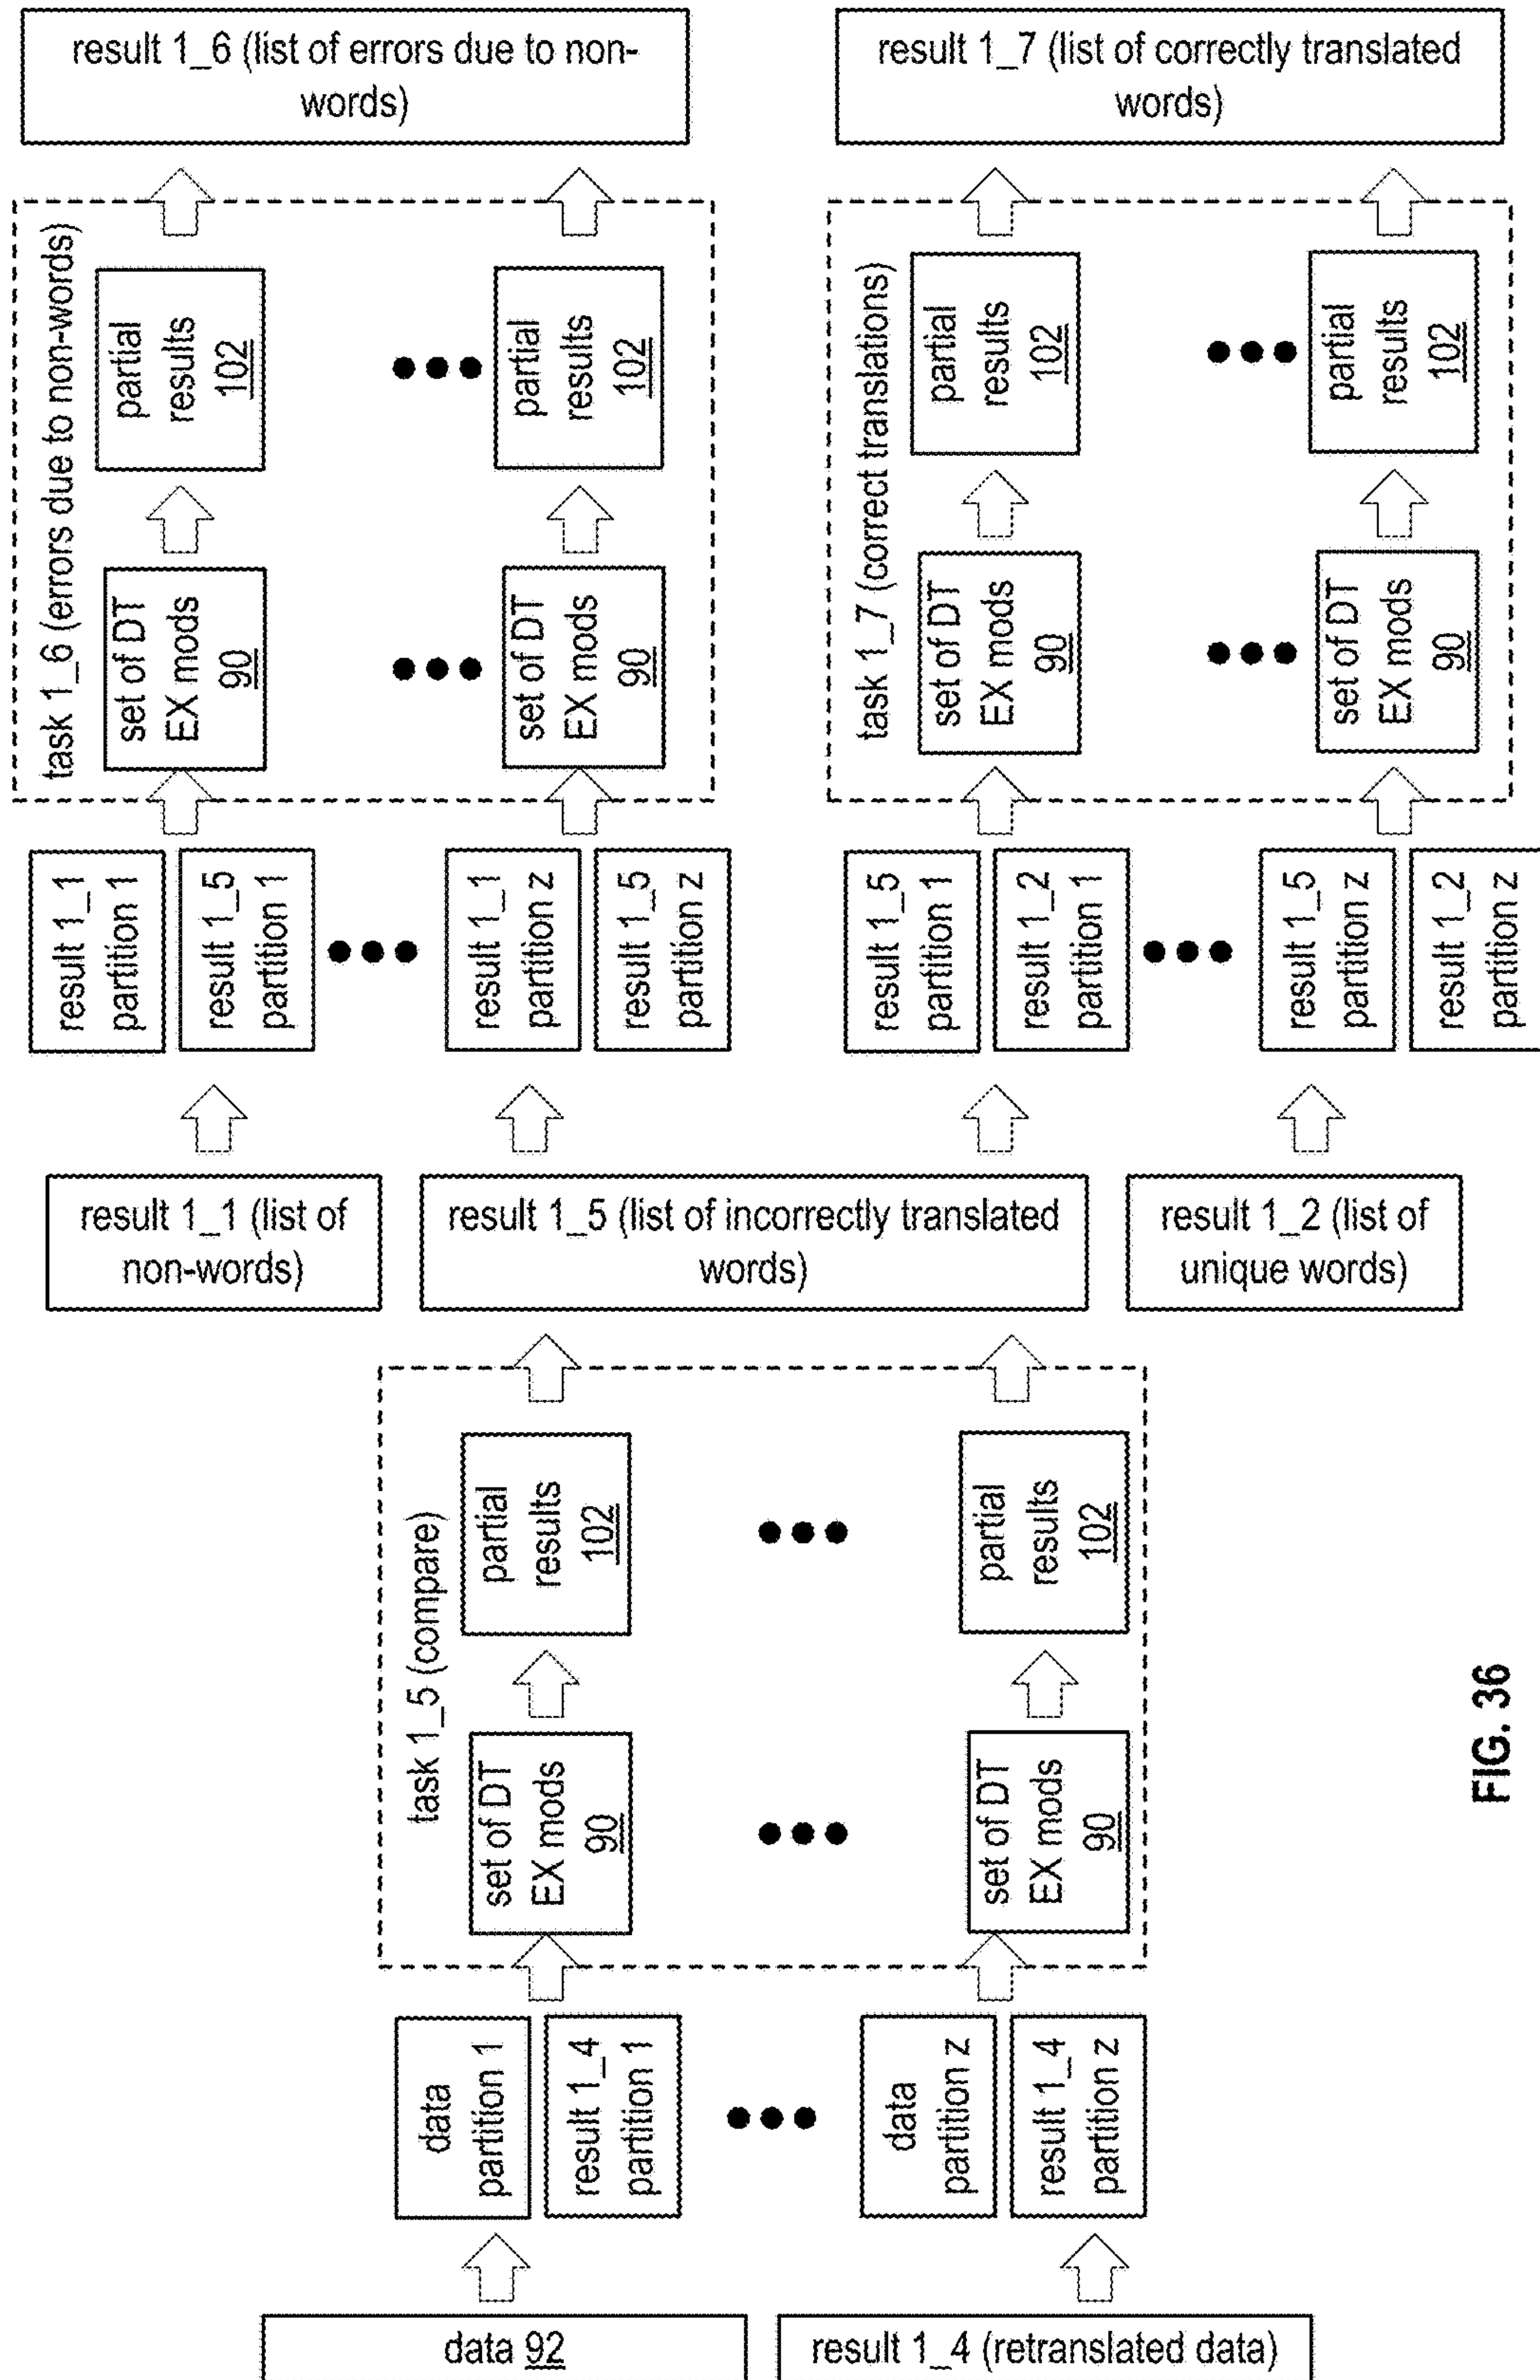 data 92
result 1_4 (retranslated data)
data
partition 1
result 1_4
partition 1
data
partition z
result 1_4
partition z
task 1_5 (compare)
set of DT
EX mods
90
partial
results
102
set of DT
EX mods
90
partial
results
102
result 1_1 (list of
non-words)
result 1_5 (list of incorrectly translated
words)
result 1_2 (list of
unique words)
result 1_1
partition 1
result 1_5
partition 1
result 1_1
partition z
result 1_5
partition z
task 1_6 (errors due to non-words)
set of DT
EX mods
90
partial
results
102
set of DT
EX mods
90
partial
results
102
result 1_6 (list of errors due to non-
words)
result 1_5
partition 1
result 1_2
partition 1
result 1_5
partition z
result 1_2
partition z
task 1_7 (correct translations)
set of DT
EX mods
90
partial
results
102
set of DT
EX mods
90
partial
results
102
result 1_7 (list of correctly translated
words)
FIG. 36